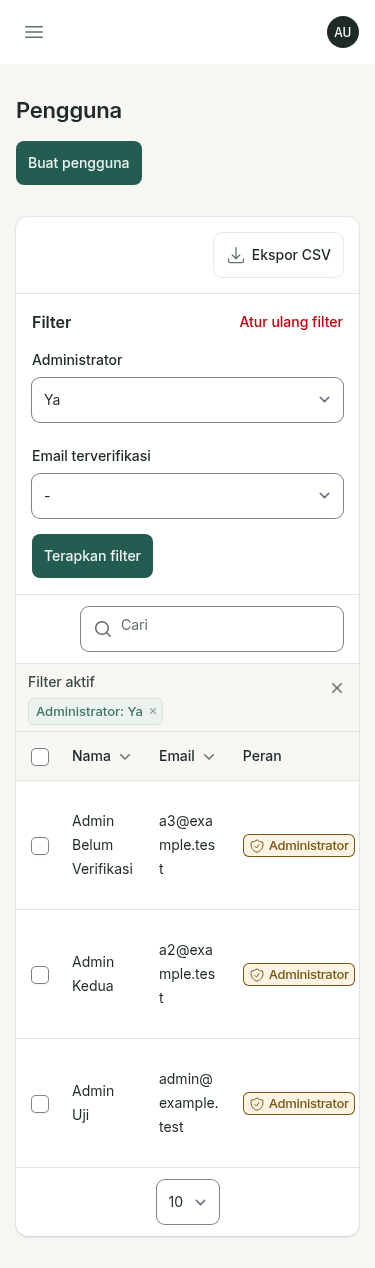 AU
Pengguna
Buat pengguna
Ekspor CSV
Filter
Atur ulang filter
Administrator
Ya
Email terverifikasi
-
Terapkan filter
Cari
Filter aktif
Administrator: Ya ×
Nama
Email
Peran
Admin
Belum
Verifikasi
a3@exa
mple.tes
t
Administrator
Admin
Kedua
a2@exa
mple.tes
t
Administrator
Admin
Uji
admin@
example.
test
Administrator
10